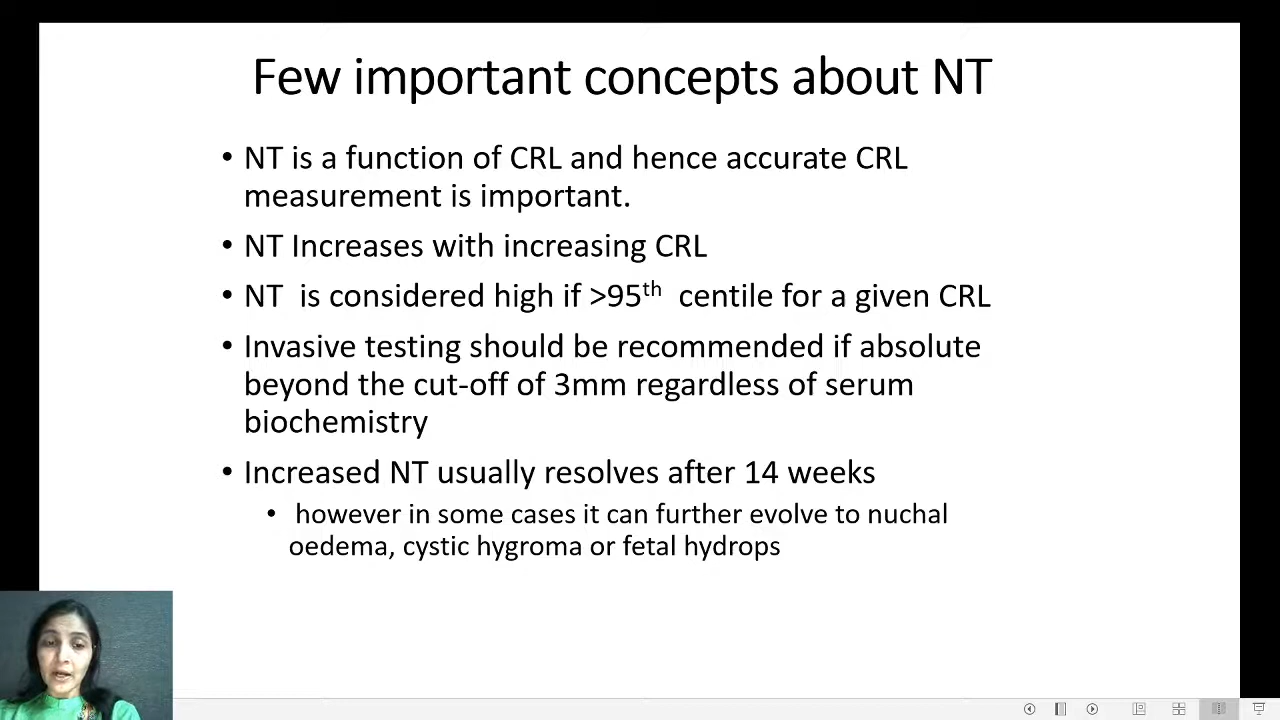 Few important concepts about NT
• NT is a function of CRL and hence accurate CRL
measurement is important.
• NT Increases with increasing CRL
• NT is considered high if >95th centile for a given CRL
• Invasive testing should be recommended if absolute
beyond the cut-off of 3mm regardless of serum
biochemistry
• Increased NT usually resolves after 14 weeks
• however in some cases it can further evolve to nuchal
oedema, cystic hygroma or fetal hydrops